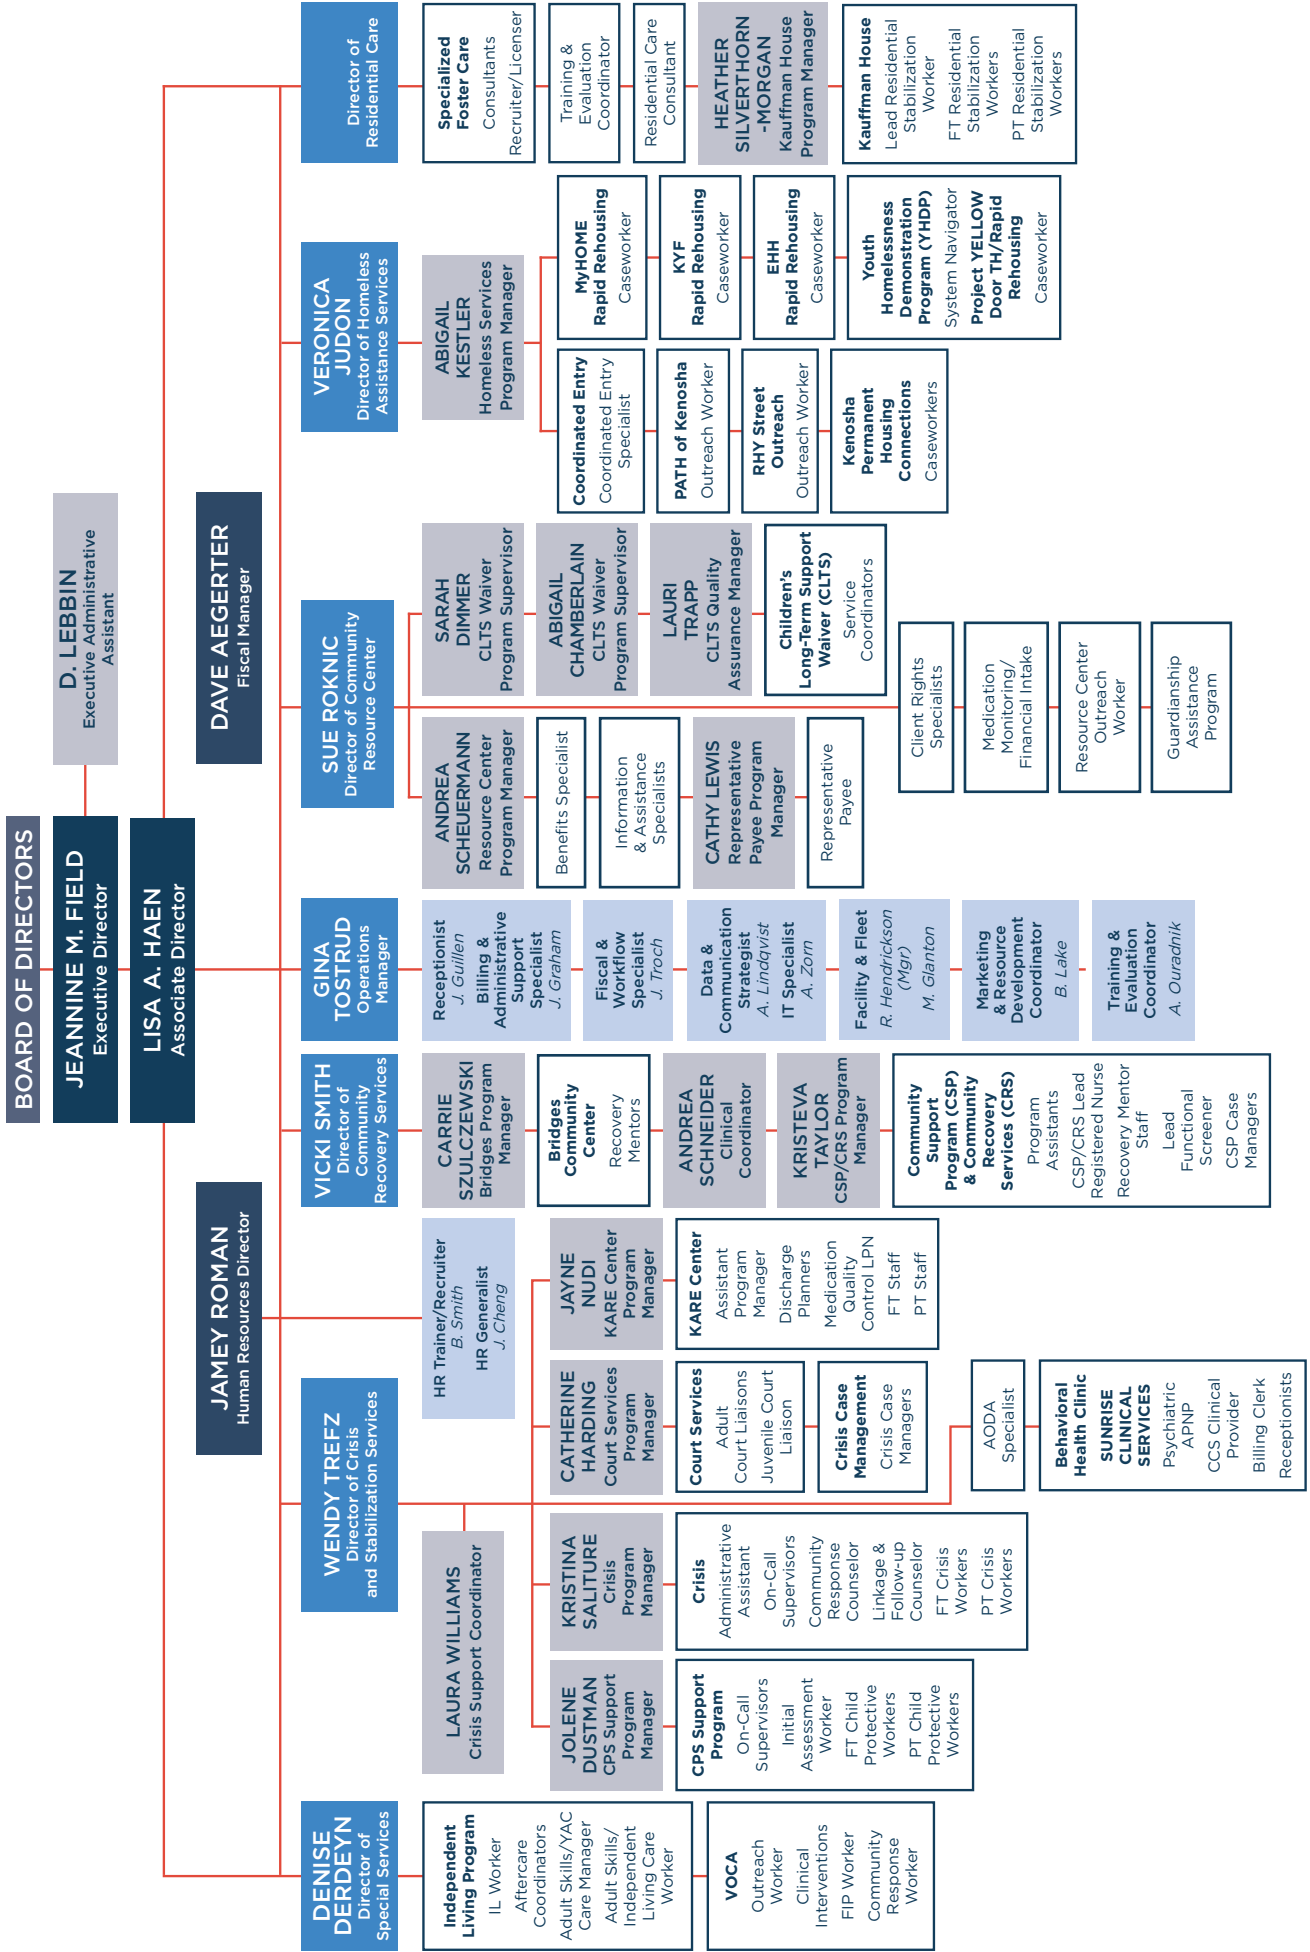 BOARD OF DIRECTORS
JEANNINE M. FIELD
Executive Director
D. LEBBIN
Executive Administrative
Assistant
LISA A. HAEN
Associate Director
JAMEY ROMAN
Human Resources Director
DAVE AEGERTER
Fiscal Manager
DENISE
DERDEYN
Director of
Special Services
Independent
Living Program
IL Worker
Aftercare
Coordinators
Adult Skills/YAC
Care Manager
Adult Skills/
Independent
Living Care
Worker
VOCA
Outreach
Worker
Clinical
Interventions
FIP Worker
Community
Response
Worker
WENDY TREFZ
Director of Crisis
and Stabilization Services
LAURA WILLIAMS
Crisis Support Coordinator
JOLENE
DUSTMAN
CPS Support
Program
Manager
CPS Support
Program
On-Call
Supervisors
Initial
Assessment
Worker
FT Child
Protective
Workers
PT Child
Protective
Workers
KRISTINA
SALITURE
Crisis
Program
Manager
Crisis
Administrative
Assistant
On-Call
Supervisors
Community
Response
Counselor
Linkage &
Follow-up
Counselor
FT Crisis
Workers
PT Crisis
Workers
CATHERINE
HARDING
Court Services
Program
Manager
Court Services
Adult
Court Liaisons
Juvenile Court
Liaison
Crisis Case
Management
Crisis Case
Managers
JAYNE
NUDI
KARE Center
Program
Manager
KARE Center
Assistant
Program
Manager
Discharge
Planners
Medication
Quality
Control LPN
FT Staff
PT Staff
AODA
Specialist
Behavioral
Health Clinic
SUNRISE
CLINICAL
SERVICES
Psychiatric
APNP
CCS Clinical
Provider
Billing Clerk
Receptionists
HR Trainer/Recruiter
B. Smith
HR Generalist
J. Cheng
VICKI SMITH
Director of
Community
Recovery Services
CARRIE
SZULCZEWSKI
Bridges Program
Manager
Bridges
Community
Center
Recovery
Mentors
ANDREA
SCHNEIDER
Clinical
Coordinator
KRISTEVA
TAYLOR
CSP/CRS Program
Manager
Community
Support
Program (CSP)
& Community
Recovery
Services (CRS)
Program
Assistants
CSP/CRS Lead
Registered Nurse
Recovery Mentor
Staff
Lead
Functional
Screener
CSP Case
Managers
GINA
TOSTRUD
Operations
Manager
Receptionist
J. Guillen
Billing &
Administrative
Support
Specialist
J. Graham
Fiscal &
Workflow
Specialist
J. Troch
Data &
Communication
Strategist
A. Lindqvist
IT Specialist
A. Zorn
Facility & Fleet
R. Hendrickson
(Mgr)
M. Glanton
Marketing
& Resource
Development
Coordinator
B. Lake
Training &
Evaluation
Coordinator
A. Ouradnik
SUE ROKNIC
Director of Community
Resource Center
ANDREA
SCHEUERMANN
Resource Center
Program Manager
Benefits Specialist
Information
& Assistance
Specialists
CATHY LEWIS
Representative
Payee Program
Manager
Representative
Payee
SARAH
DIMMER
CLTS Waiver
Program Supervisor
ABIGAIL
CHAMBERLAIN
CLTS Waiver
Program Supervisor
LAURI
TRAPP
CLTS Quality
Assurance Manager
Children's
Long-Term Support
Waiver (CLTS)
Service
Coordinators
Client Rights
Specialists
Medication
Monitoring/
Financial Intake
Resource Center
Outreach
Worker
Guardianship
Assistance
Program
VERONICA
JUDON
Director of Homeless
Assistance Services
ABIGAIL
KESTLER
Homeless Services
Program Manager
Coordinated Entry
Coordinated Entry
Specialist
PATH of Kenosha
Outreach Worker
RHY Street
Outreach
Outreach Worker
Kenosha
Permanent
Housing
Connections
Caseworkers
MyHOME
Rapid Rehousing
Caseworker
KYF
Rapid Rehousing
Caseworker
EHH
Rapid Rehousing
Caseworker
Youth
Homelessness
Demonstration
Program (YHDP)
System Navigator
Project YELLOW
Door TH/Rapid
Rehousing
Caseworker
Director of
Residential Care
Specialized
Foster Care
Consultants
Recruiter/Licenser
Training &
Evaluation
Coordinator
Residential Care
Consultant
HEATHER
SILVERTHORN
-MORGAN
Kauffman House
Program Manager
Kauffman House
Lead Residential
Stabilization
Worker
FT Residential
Stabilization
Workers
PT Residential
Stabilization
Workers